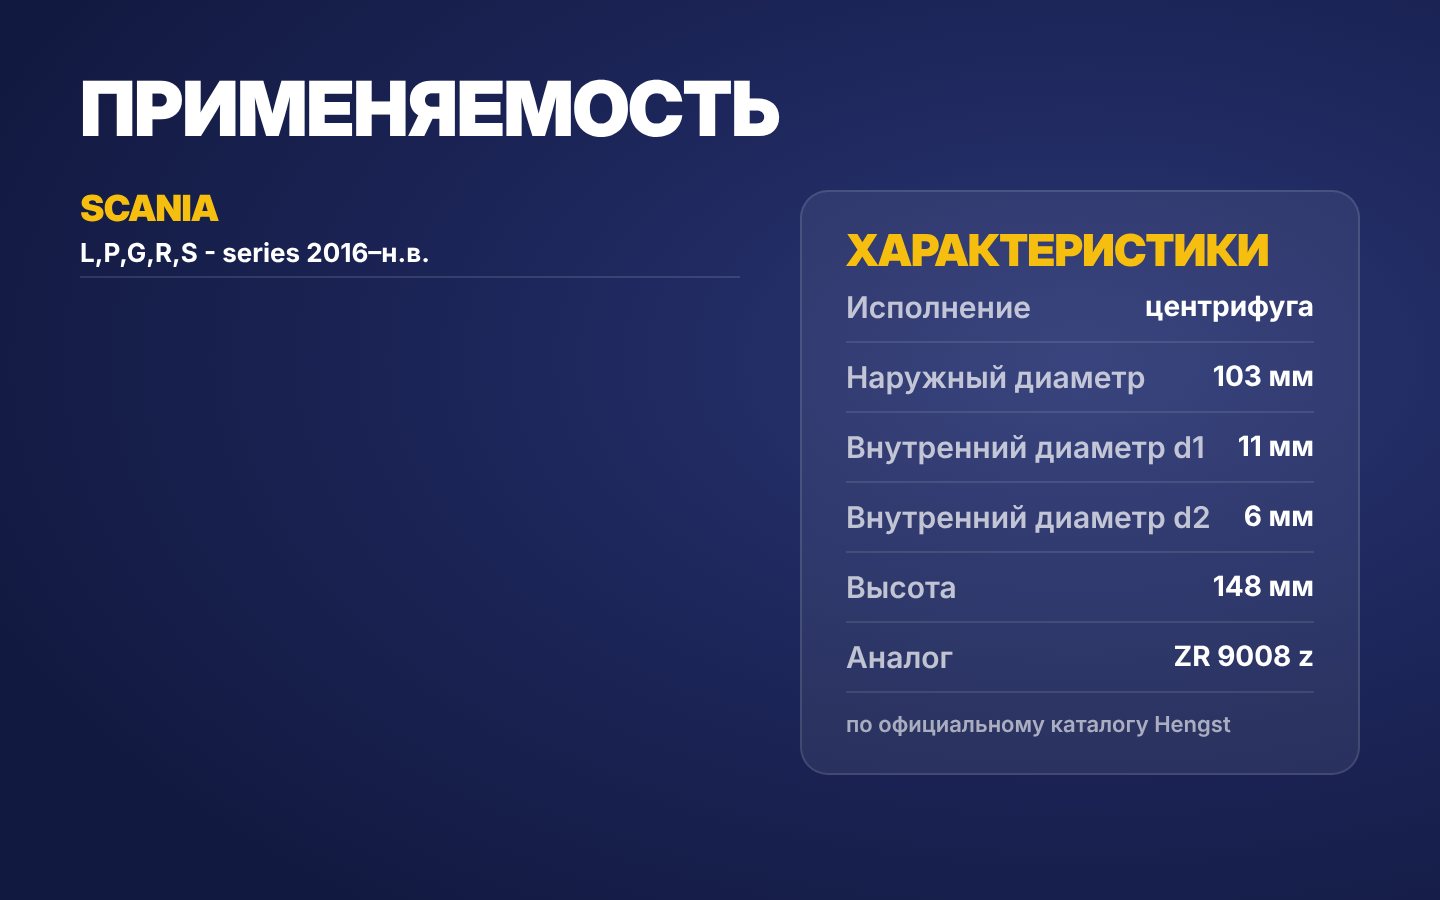 ПРИМЕНЯЕМОСТЬ
SCANIA
L,P,G,R,S - series 2016–н.в.
ХАРАКТЕРИСТИКИ
Исполнение центрифуга
Наружный диаметр 103 мм
Внутренний диаметр d1 11 мм
Внутренний диаметр d2 6 мм
Высота 148 мм
Аналог ZR 9008 z
по официальному каталогу Hengst